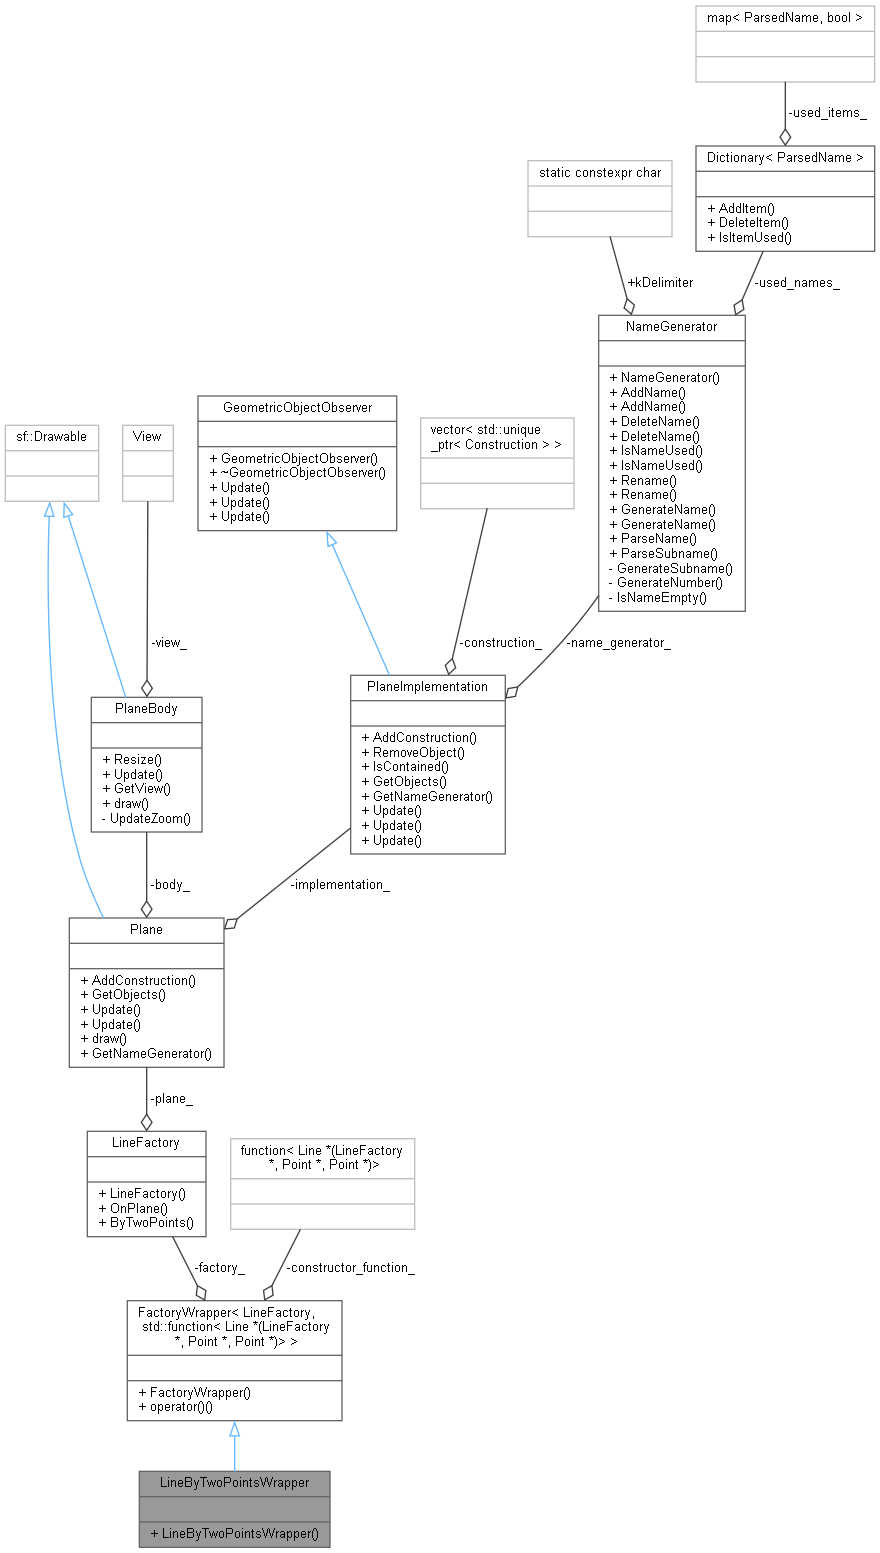 map< ParsedName, bool >
-used_items_
Dictionary< ParsedName >
+ AddItem()
+ DeleteItem()
+ IsItemUsed()
static constexpr char
+kDelimiter
-used_names_
NameGenerator
+ NameGenerator()
+ AddName()
+ AddName()
+ DeleteName()
+ DeleteName()
+ IsNameUsed()
+ IsNameUsed()
+ Rename()
+ Rename()
+ GenerateName()
+ GenerateName()
+ ParseName()
+ ParseSubname()
- GenerateSubname()
- GenerateNumber()
- IsNameEmpty()
GeometricObjectObserver
+ GeometricObjectObserver()
+ ~GeometricObjectObserver()
+ Update()
+ Update()
+ Update()
vector< std::unique
_ptr< Construction > >
sf::Drawable
View
-view_
-construction_
-name_generator_
PlaneBody
+ Resize()
+ Update()
+ GetView()
+ draw()
- UpdateZoom()
PlaneImplementation
+ AddConstruction()
+ RemoveObject()
+ IsContained()
+ GetObjects()
+ GetNameGenerator()
+ Update()
+ Update()
+ Update()
-body_
-implementation_
Plane
+ AddConstruction()
+ GetObjects()
+ Update()
+ Update()
+ draw()
+ GetNameGenerator()
-plane_
LineFactory
+ LineFactory()
+ OnPlane()
+ ByTwoPoints()
function< Line *(LineFactory
*, Point *, Point *)>
-factory_
-constructor_function_
FactoryWrapper< LineFactory,
std::function< Line *(LineFactory
*, Point *, Point *)> >
+ FactoryWrapper()
+ operator()()
LineByTwoPointsWrapper
+ LineByTwoPointsWrapper()